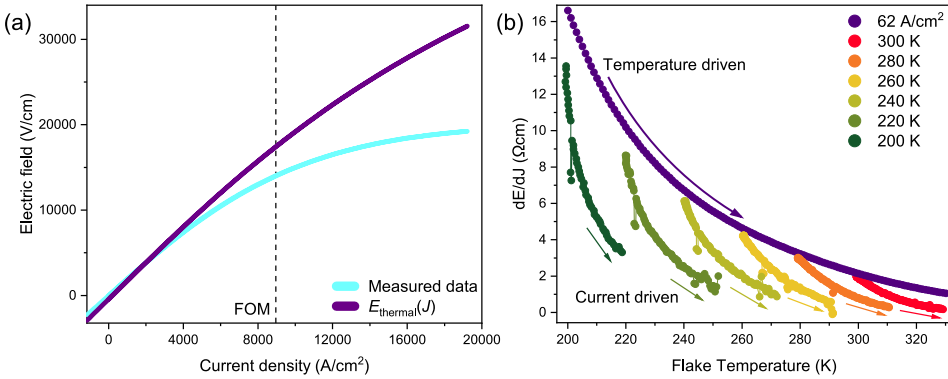 (a)
30000
20000
10000
0
Electric field (V/cm)
FOM
Measured data
E_thermal(J)
0
4000
8000
12000
16000
20000
Current density (A/cm²)
(b)
16
14
12
10
8
6
4
2
0
dE/dJ (Ωcm)
Temperature driven
Current driven
62 A/cm²
300 K
280 K
260 K
240 K
220 K
200 K
200
220
240
260
280
300
320
Flake Temperature (K)